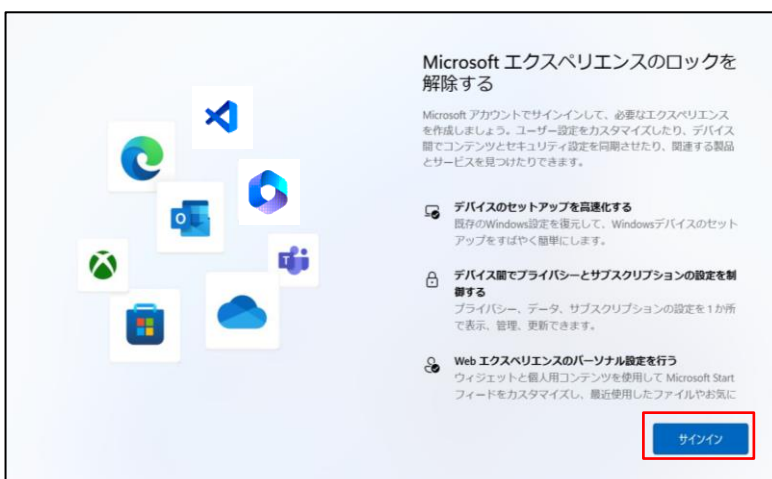 Microsoft エクスペリエンスのロックを
解除する
Microsoft アカウントでサインインして、必要なエクスペリエンス
を作成しましょう。ユーザー設定をカスタマイズしたり、デバイス
間でコンテンツとセキュリティ設定を同期させたり、関連する製品
とサービスを見つけたりできます。
デバイスのセットアップを高速化する
既存のWindows設定を復元して、Windowsデバイスのセット
アップをすばやく簡単にします。
デバイス間でプライバシーとサブスクリプションの設定を制
御する
プライバシー、データ、サブスクリプションの設定を1か所
で表示、管理、更新できます。
Web エクスペリエンスのパーソナル設定を行う
ウィジェットと個人用コンテンツを使用して Microsoft Start
フィードをカスタマイズし、最近使用したファイルやお気に
サインイン